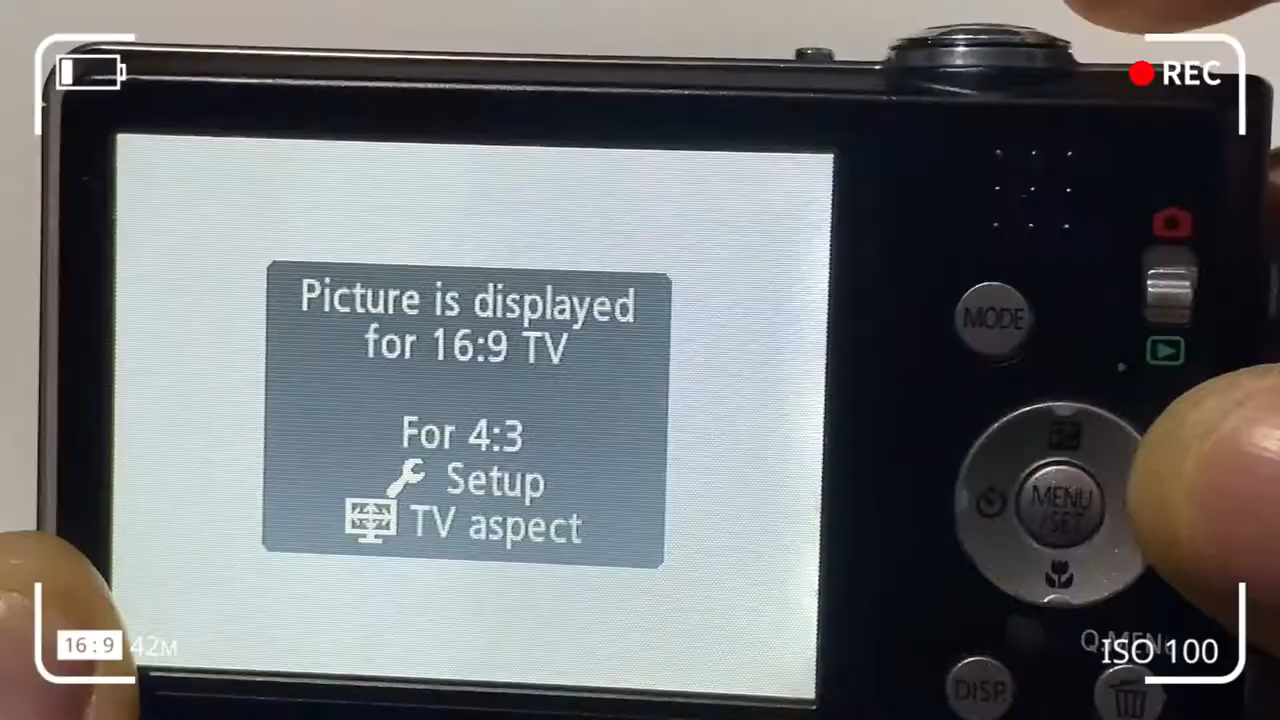 REC
Picture is displayed
for 16:9 TV
For 4:3
Setup
TV aspect
MODE
MENU
/SET
16:9 42M
Q.MENU
ISO 100
DISP.